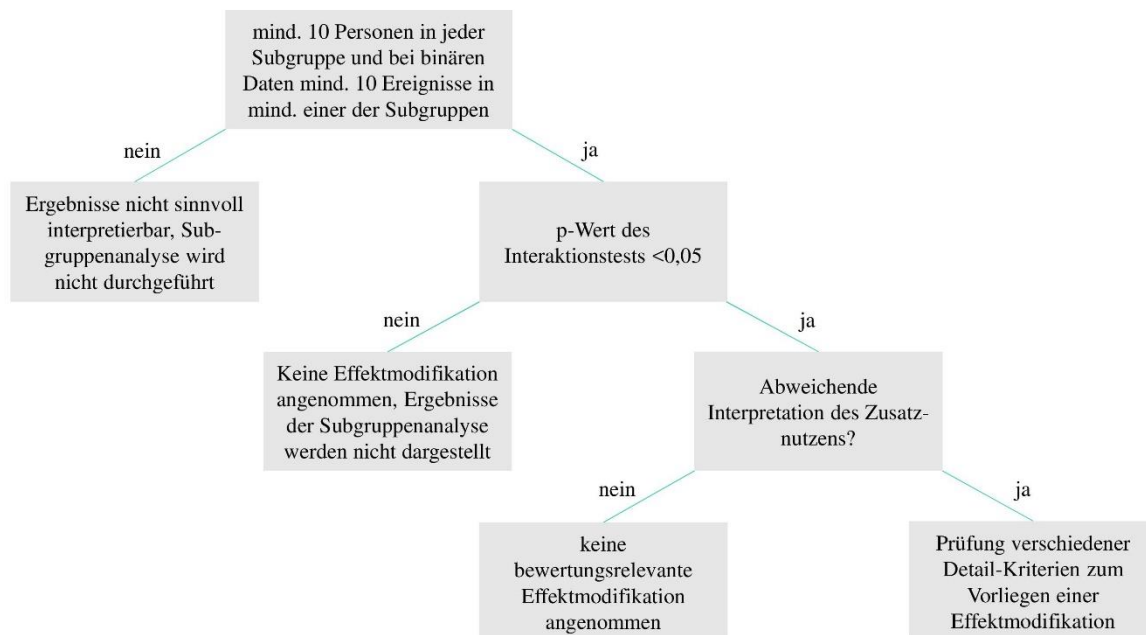 mind. 10 Personen in jeder
Subgruppe und bei binären
Daten mind. 10 Ereignisse in
mind. einer der Subgruppen
nein
ja
Ergebnisse nicht sinnvoll
interpretierbar, Sub-
gruppenanalyse wird
nicht durchgeführt
p-Wert des
Interaktionstests <0,05
nein
ja
Keine Effektmodifikation
angenommen, Ergebnisse
der Subgruppenanalyse
werden nicht dargestellt
Abweichende
Interpretation des Zusatz-
nutzens?
nein
ja
keine
bewertungsrelevante
Effektmodifikation
angenommen
Prüfung verschiedener
Detail-Kriterien zum
Vorliegen einer
Effektmodifikation